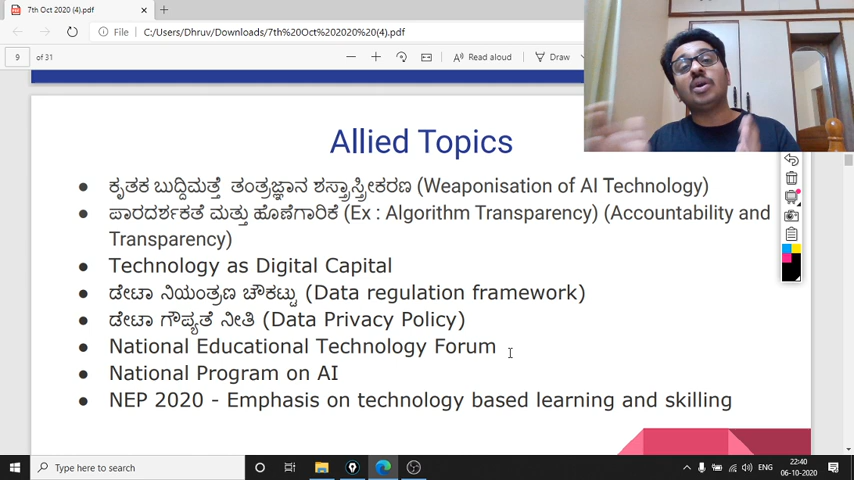 7th Oct 2020 (4).pdf
File C:/Users/Dhruv/Downloads/7th%20Oct%202020%20(4).pdf
9 of 31 Read aloud Draw
Allied Topics
ಕೃತಕ ಬುದ್ದಿಮತ್ತೆ ತಂತ್ರಜ್ಞಾನ ಶಸ್ತ್ರಾಸ್ತ್ರೀಕರಣ (Weaponisation of AI Technology)
ಪಾರದರ್ಶಕತೆ ಮತ್ತು ಹೊಣೆಗಾರಿಕೆ (Ex : Algorithm Transparency) (Accountability and
Transparency)
Technology as Digital Capital
ಡೇಟಾ ನಿಯಂತ್ರಣ ಚೌಕಟ್ಟು (Data regulation framework)
ಡೇಟಾ ಗೌಪ್ಯತೆ ನೀತಿ (Data Privacy Policy)
National Educational Technology Forum
National Program on AI
NEP 2020 - Emphasis on technology based learning and skilling
Type here to search
ENG
22:40
06-10-2020